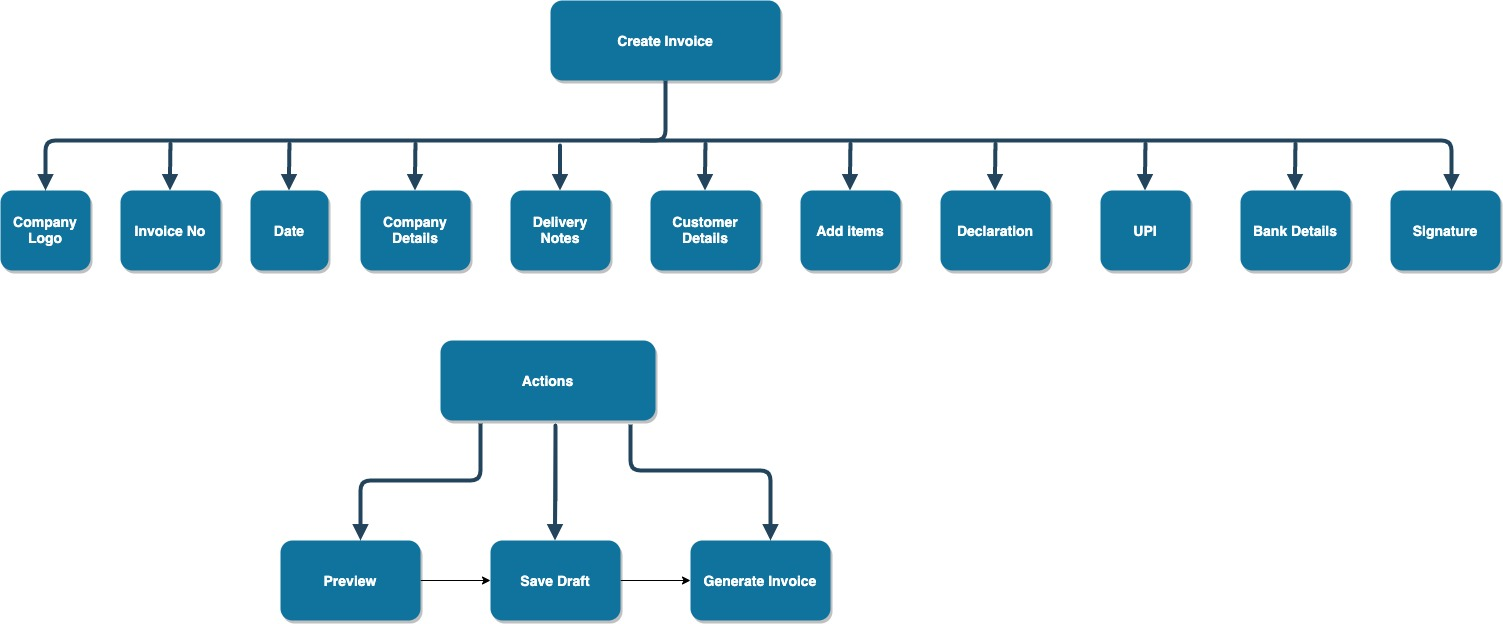 Create Invoice
Company
Logo
Invoice No
Date
Company
Details
Delivery
Notes
Customer
Details
Add items
Declaration
UPI
Bank Details
Signature
Actions
Preview
Save Draft
Generate Invoice